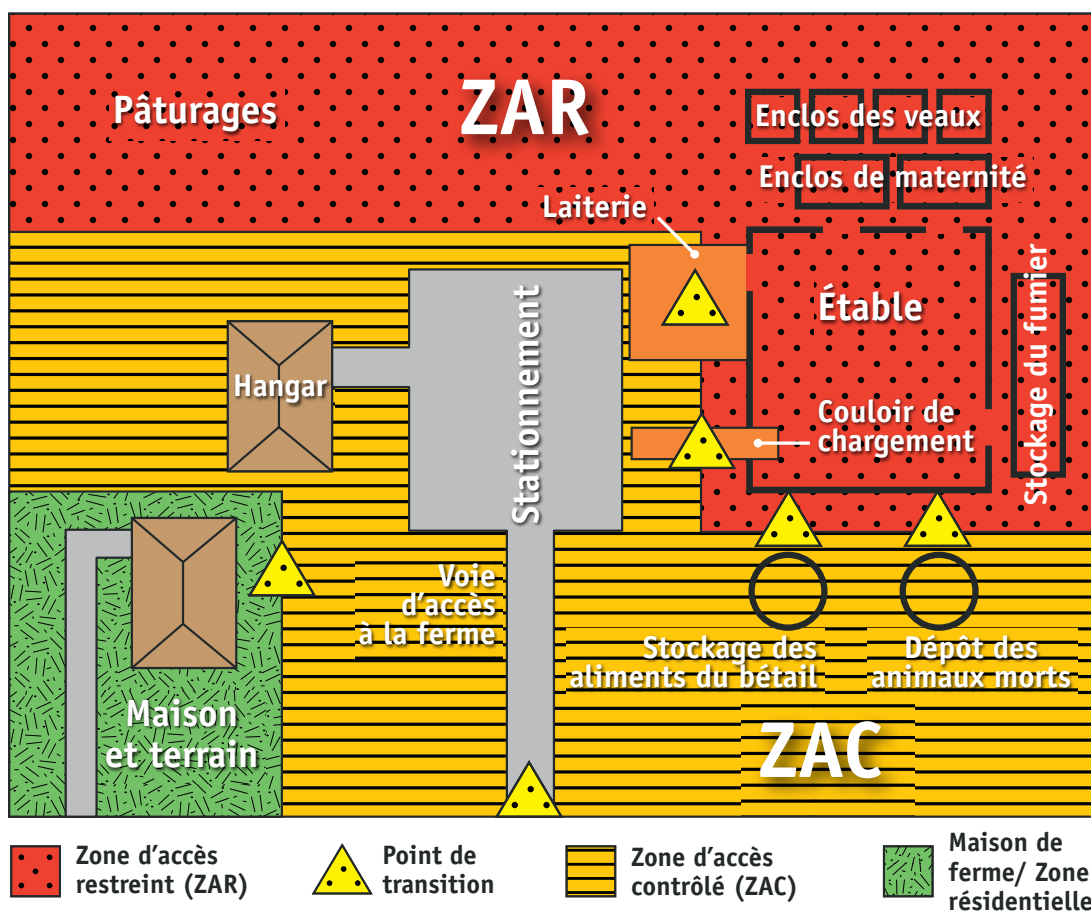 Pâturages
ZAR
Enclos des veaux
Enclos de maternité
Laiterie
Étable
Stockage du fumier
Stationnement
Hangar
Couloir de
chargement
Voie
d'accès
à la ferme
Stockage des
aliments du bétail
Dépôt des
animaux morts
Maison
et terrain
ZAC
Zone d'accès
restreint (ZAR)
Point de
transition
Zone d'accès
contrôlé (ZAC)
Maison de
ferme/ Zone
résidentielle